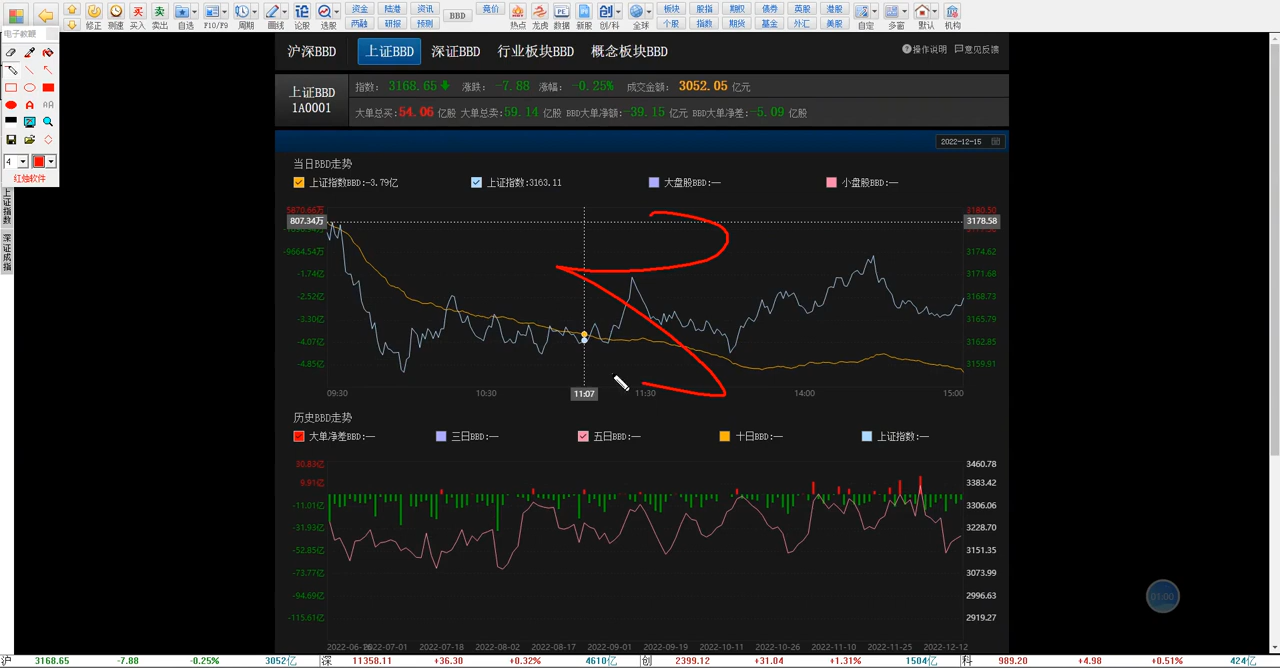 资金 陆港 资讯 竞价 板块 股指 期权 债券 英股 港股
修正 测速 买入 卖出 自选 F10/F9 周期 画线 论股 选股 两融 研报 预测 BBD 热点 龙虎 数据 新股 创/科 全球 个股 指数 期货 基金 外汇 美股 自定 多窗 默认 机构
电子教鞭
4
红烛软件
上证指数
深证成指
沪深BBD 上证BBD 深证BBD 行业板块BBD 概念板块BBD 操作说明 意见反馈
上证BBD
1A0001
指数: 3168.65 涨跌: -7.88 涨幅: -0.25% 成交金额: 3052.05 亿元
大单总买:54.06 亿股 大单总卖:59.14 亿股 BBD大单净额:-39.15 亿元 BBD大单净差:-5.09 亿股
2022-12-15
当日BBD走势
上证指数BBD:-3.79亿 上证指数:3163.11 大盘股BBD:— 小盘股BBD:—
5870.66万 3180.50
807.34万 3178.58
-9664.54万 3174.62
-1.74亿 3171.68
-2.52亿 3168.73
-3.30亿 3165.79
-4.07亿 3162.85
-4.85亿 3159.91
09:30 10:30 11:07 11:30 14:00 15:00
历史BBD走势
大单净差BBD:— 三日BBD:— 五日BBD:— 十日BBD:— 上证指数:—
30.83亿 3460.78
9.91亿 3383.42
-11.01亿 3306.06
-31.93亿 3228.70
-52.85亿 3151.35
-73.77亿 3073.99
-94.69亿 2996.63
-115.61亿 2919.27
2022-07-01 2022-07-18 2022-08-02 2022-08-17 2022-09-01 2022-09-19 2022-10-11 2022-10-26 2022-11-10 2022-11-25 2022-12-12
01:00
沪 3168.65 -7.88 -0.25% 3052亿 深 11358.11 +36.30 +0.32% 4610亿 创 2399.12 +31.04 +1.31% 1504亿 科 989.20 +4.98 +0.51% 424亿